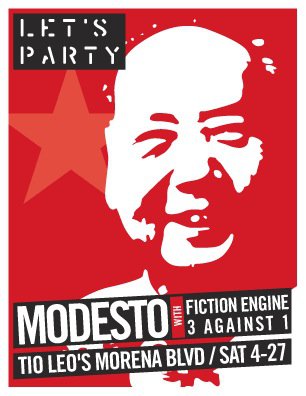 LET'S
PARTY
MODESTO
WITH
FICTION ENGINE
3 AGAINST 1
TIO LEO'S MORENA BLVD / SAT 4-27